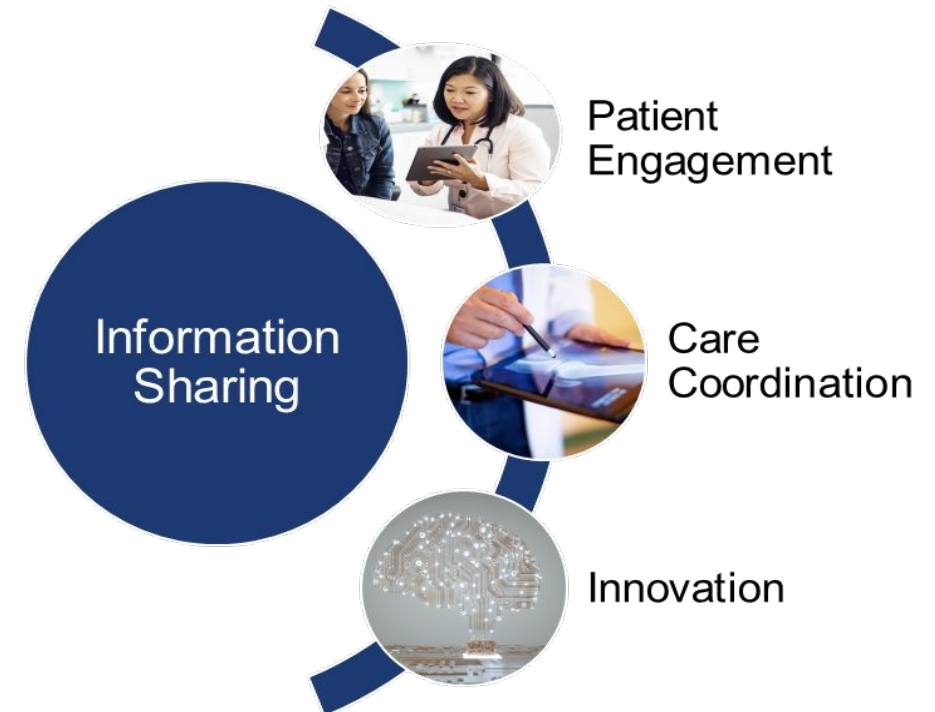 Information
Sharing
Patient
Engagement
Care
Coordination
Innovation